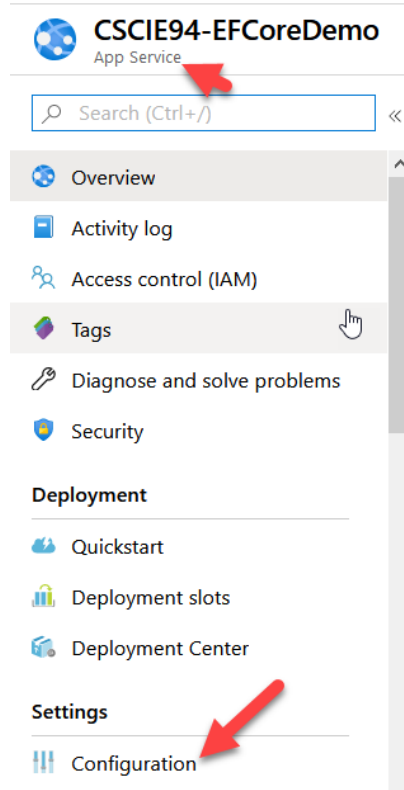 CSCIE94-EFCoreDemo
App Service
Search (Ctrl+/)
Overview
Activity log
Access control (IAM)
Tags
Diagnose and solve problems
Security
Deployment
Quickstart
Deployment slots
Deployment Center
Settings
Configuration